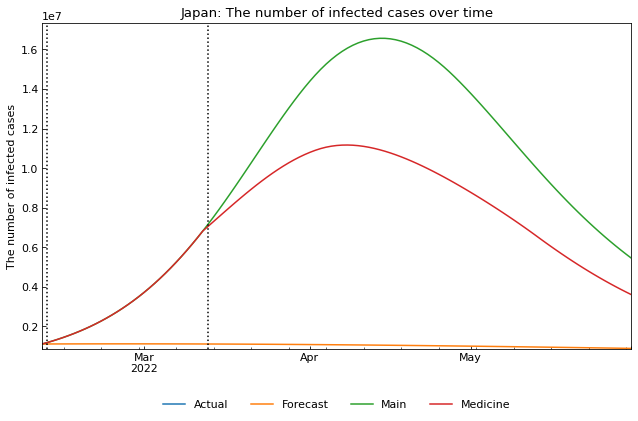 Japan: The number of infected cases over time
1e7
The number of infected cases
1.6
1.4
1.2
1.0
0.8
0.6
0.4
0.2
Mar Apr May
2022
Actual Forecast Main Medicine